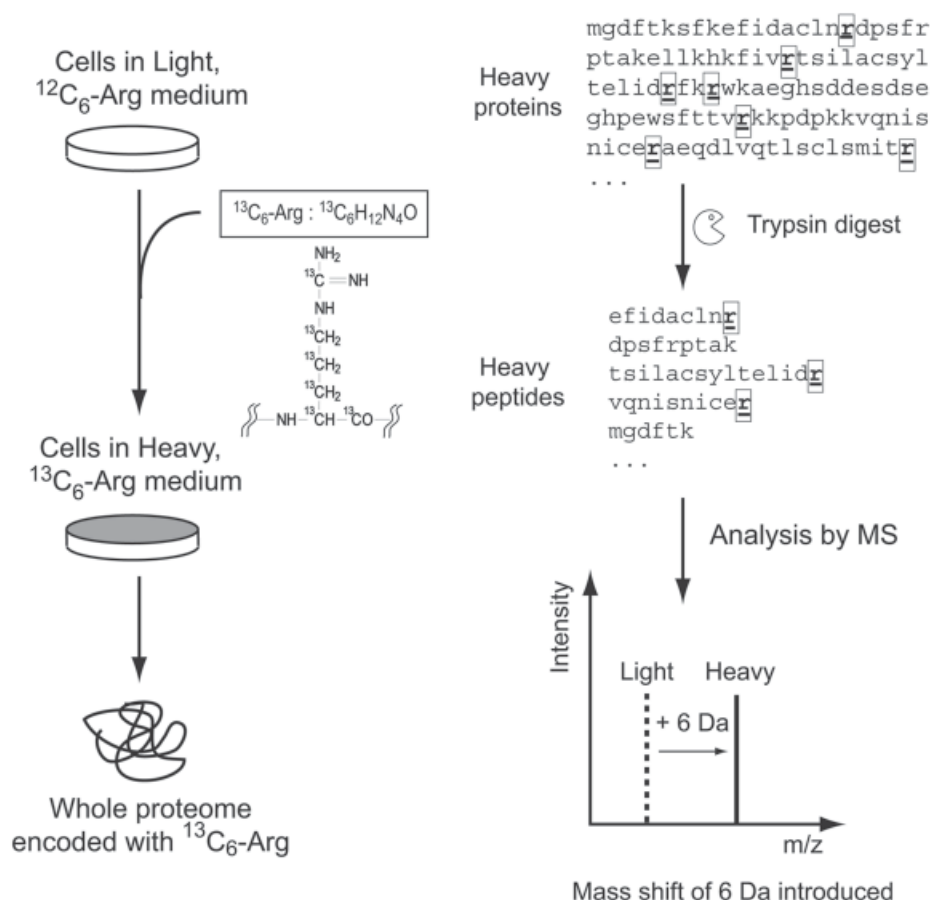 Cells in Light,
¹²C₆-Arg medium
¹³C₆-Arg : ¹³C₆H₁₂N₄O
NH₂
¹³C=NH
NH
¹³CH₂
¹³CH₂
¹³CH₂
NH-¹³CH-¹³CO
Cells in Heavy,
¹³C₆-Arg medium
Whole proteome
encoded with ¹³C₆-Arg
Heavy
proteins
mgdftksfkefidaclnrdpsfr
ptakellkhkfivrtsilacsyl
telidrfkrwkaeghsddesdse
ghpewsfttvrkkpdpkkvqnis
niceraeqdlvqtlsclsmitr
...
Trypsin digest
Heavy
peptides
efidaclnr
dpsfrptak
tsilacsyltelidr
vqnisnicer
mgdftk
...
Analysis by MS
Intensity
Light
Heavy
+ 6 Da
m/z
Mass shift of 6 Da introduced